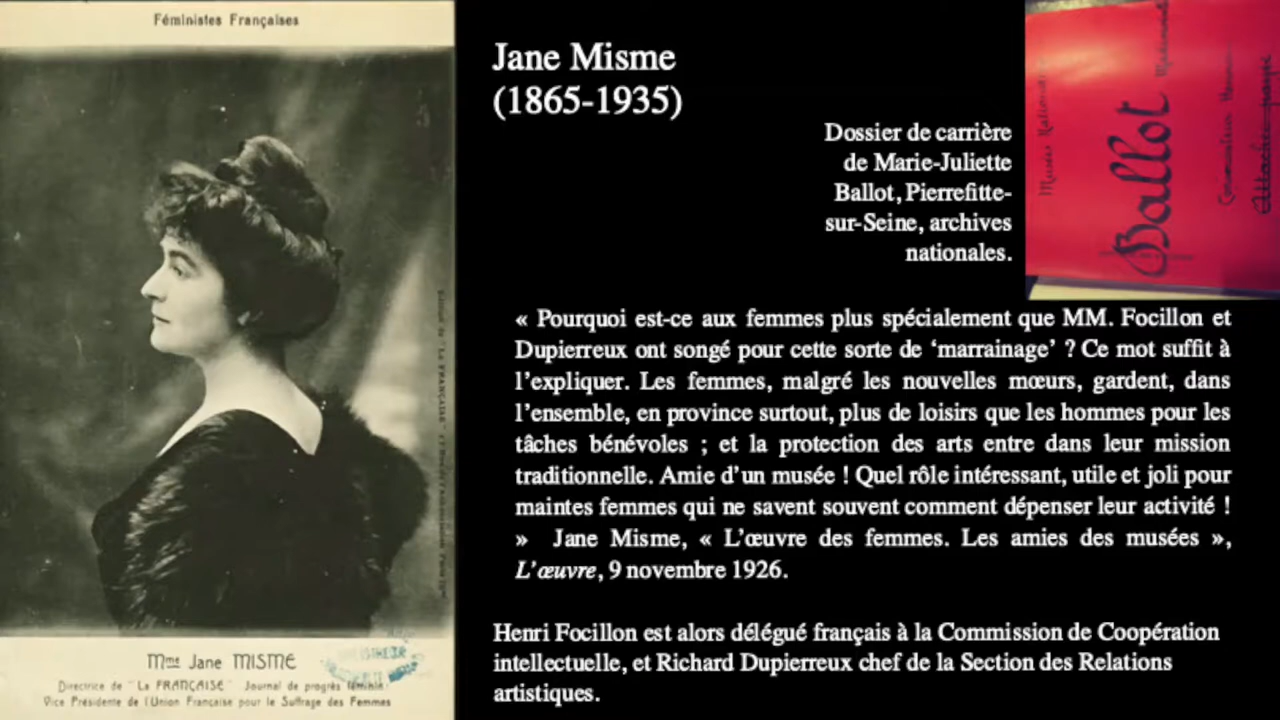 Féministes Françaises
Mme Jane MISME
Directrice de "La FRANÇAISE" Journal de progrès féminin
Vice Présidente de l'Union Française pour le Suffrage des Femmes
Jane Misme
(1865-1935)
Dossier de carrière
de Marie-Juliette
Ballot, Pierrefitte-
sur-Seine, archives
nationales.
Musées Nationaux
Ballot
Attachée
« Pourquoi est-ce aux femmes plus spécialement que MM. Focillon et
Dupierreux ont songé pour cette sorte de ‘marrainage’ ? Ce mot suffit à
l’expliquer. Les femmes, malgré les nouvelles mœurs, gardent, dans
l’ensemble, en province surtout, plus de loisirs que les hommes pour les
tâches bénévoles ; et la protection des arts entre dans leur mission
traditionnelle. Amie d’un musée ! Quel rôle intéressant, utile et joli pour
maintes femmes qui ne savent souvent comment dépenser leur activité !
» Jane Misme, « L’œuvre des femmes. Les amies des musées »,
L’œuvre, 9 novembre 1926.
Henri Focillon est alors délégué français à la Commission de Coopération
intellectuelle, et Richard Dupierreux chef de la Section des Relations
artistiques.